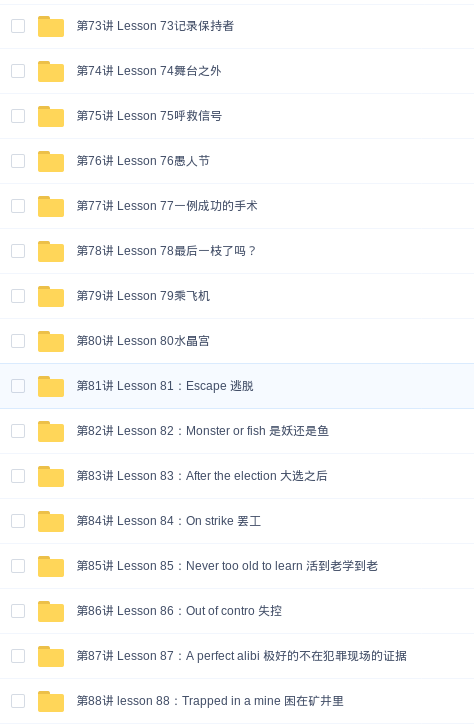 第73讲 Lesson 73记录保持者
第74讲 Lesson 74舞台之外
第75讲 Lesson 75呼救信号
第76讲 Lesson 76愚人节
第77讲 Lesson 77一例成功的手术
第78讲 Lesson 78最后一枝了吗？
第79讲 Lesson 79乘飞机
第80讲 Lesson 80水晶宫
第81讲 Lesson 81：Escape 逃脱
第82讲 Lesson 82：Monster or fish 是妖还是鱼
第83讲 Lesson 83：After the election 大选之后
第84讲 Lesson 84：On strike 罢工
第85讲 Lesson 85：Never too old to learn 活到老学到老
第86讲 Lesson 86：Out of contro 失控
第87讲 Lesson 87：A perfect alibi 极好的不在犯罪现场的证据
第88讲 lesson 88：Trapped in a mine 困在矿井里